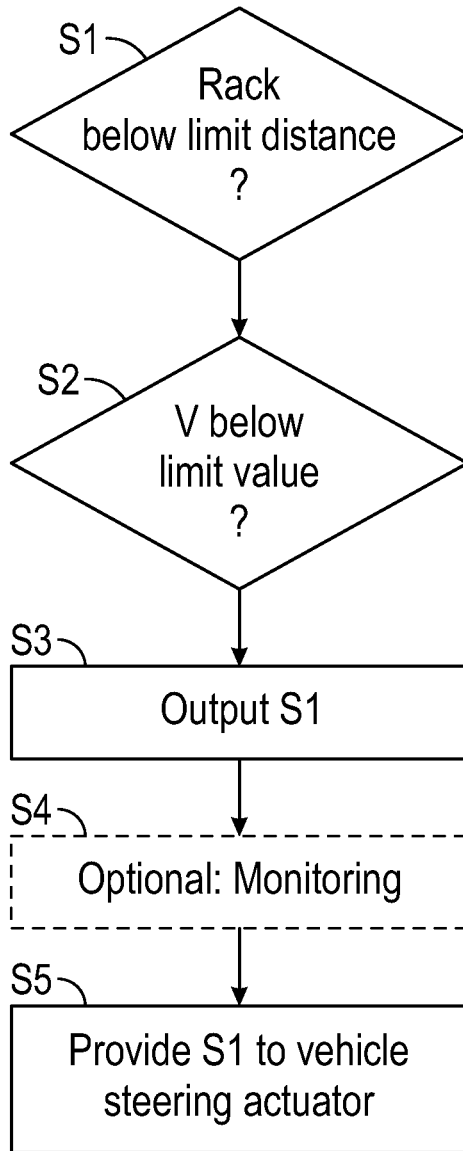 S1
Rack
below limit distance
?
S2
V below
limit value
?
S3
Output S1
S4
Optional: Monitoring
S5
Provide S1 to vehicle
steering actuator